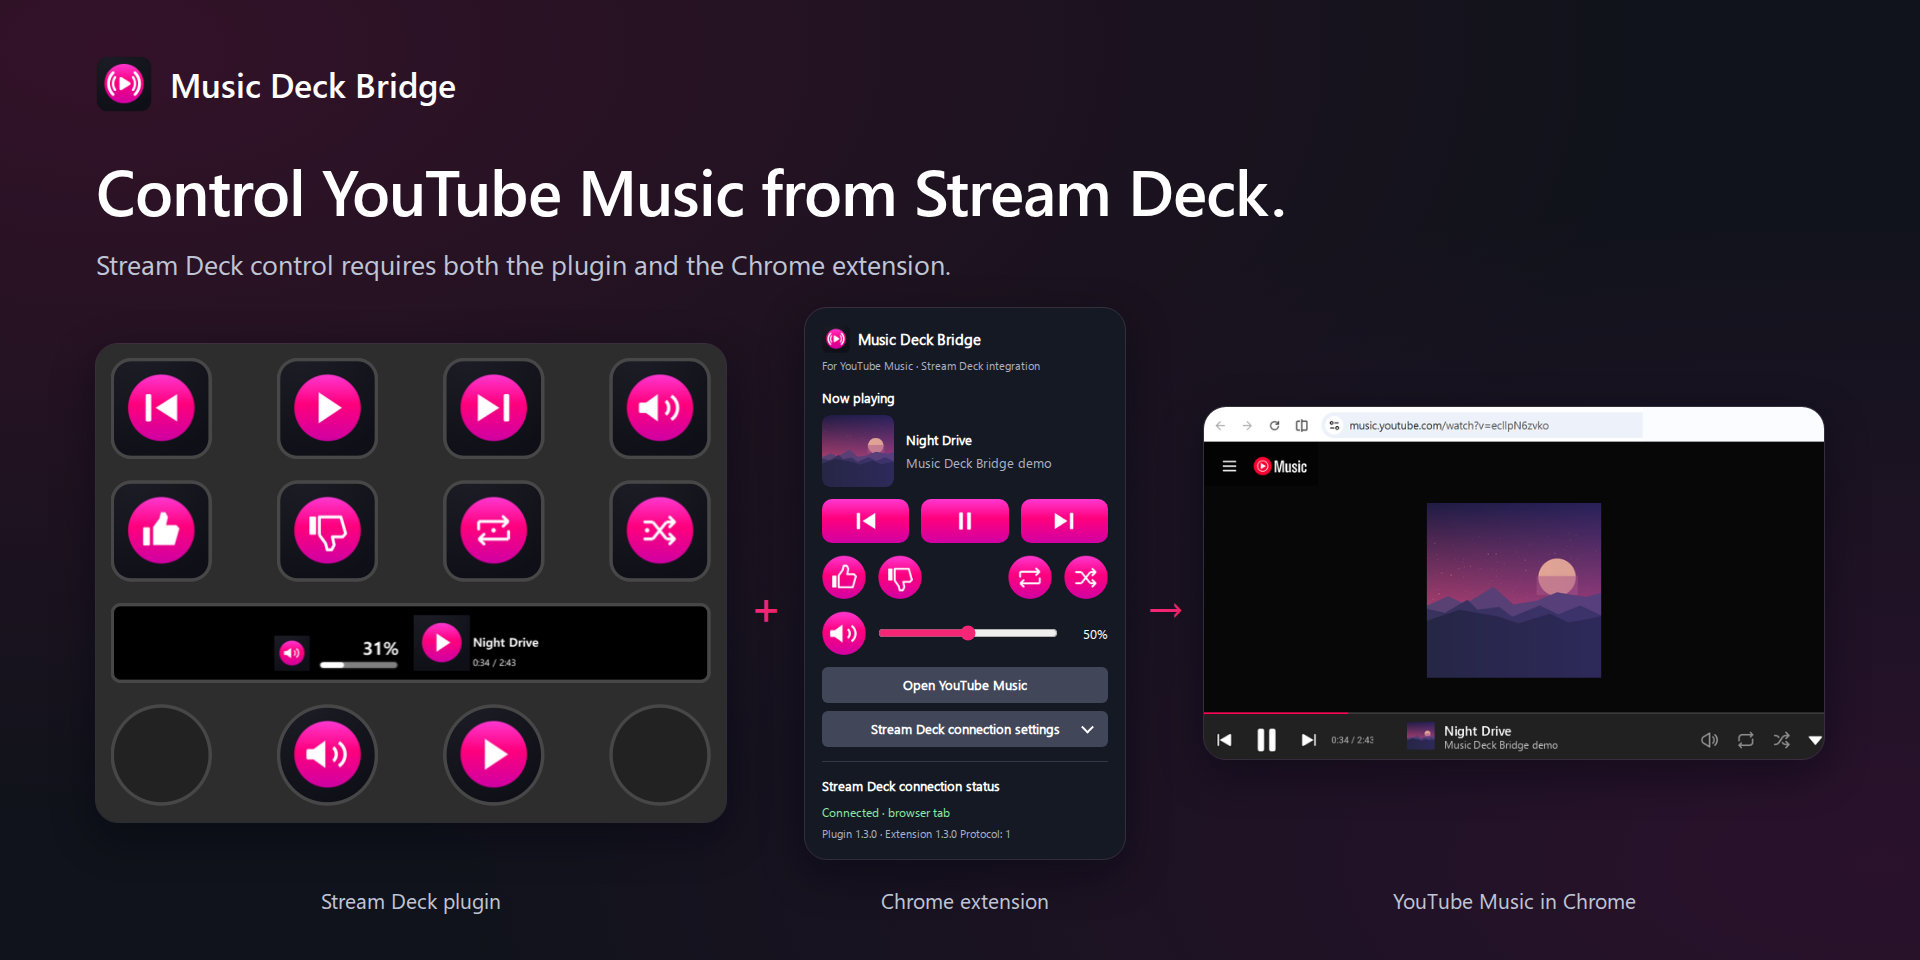 Music Deck Bridge
Control YouTube Music from Stream Deck.
Stream Deck control requires both the plugin and the Chrome extension.
31%
Night Drive
0:34 / 2:43
Stream Deck plugin
+
Music Deck Bridge
For YouTube Music · Stream Deck integration
Now playing
Night Drive
Music Deck Bridge demo
50%
Open YouTube Music
Stream Deck connection settings
Stream Deck connection status
Connected · browser tab
Plugin 1.3.0 · Extension 1.3.0 Protocol: 1
Chrome extension
→
music.youtube.com/watch?v=ecllpN6zvko
Music
0:34 / 2:43
Night Drive
Music Deck Bridge demo
YouTube Music in Chrome